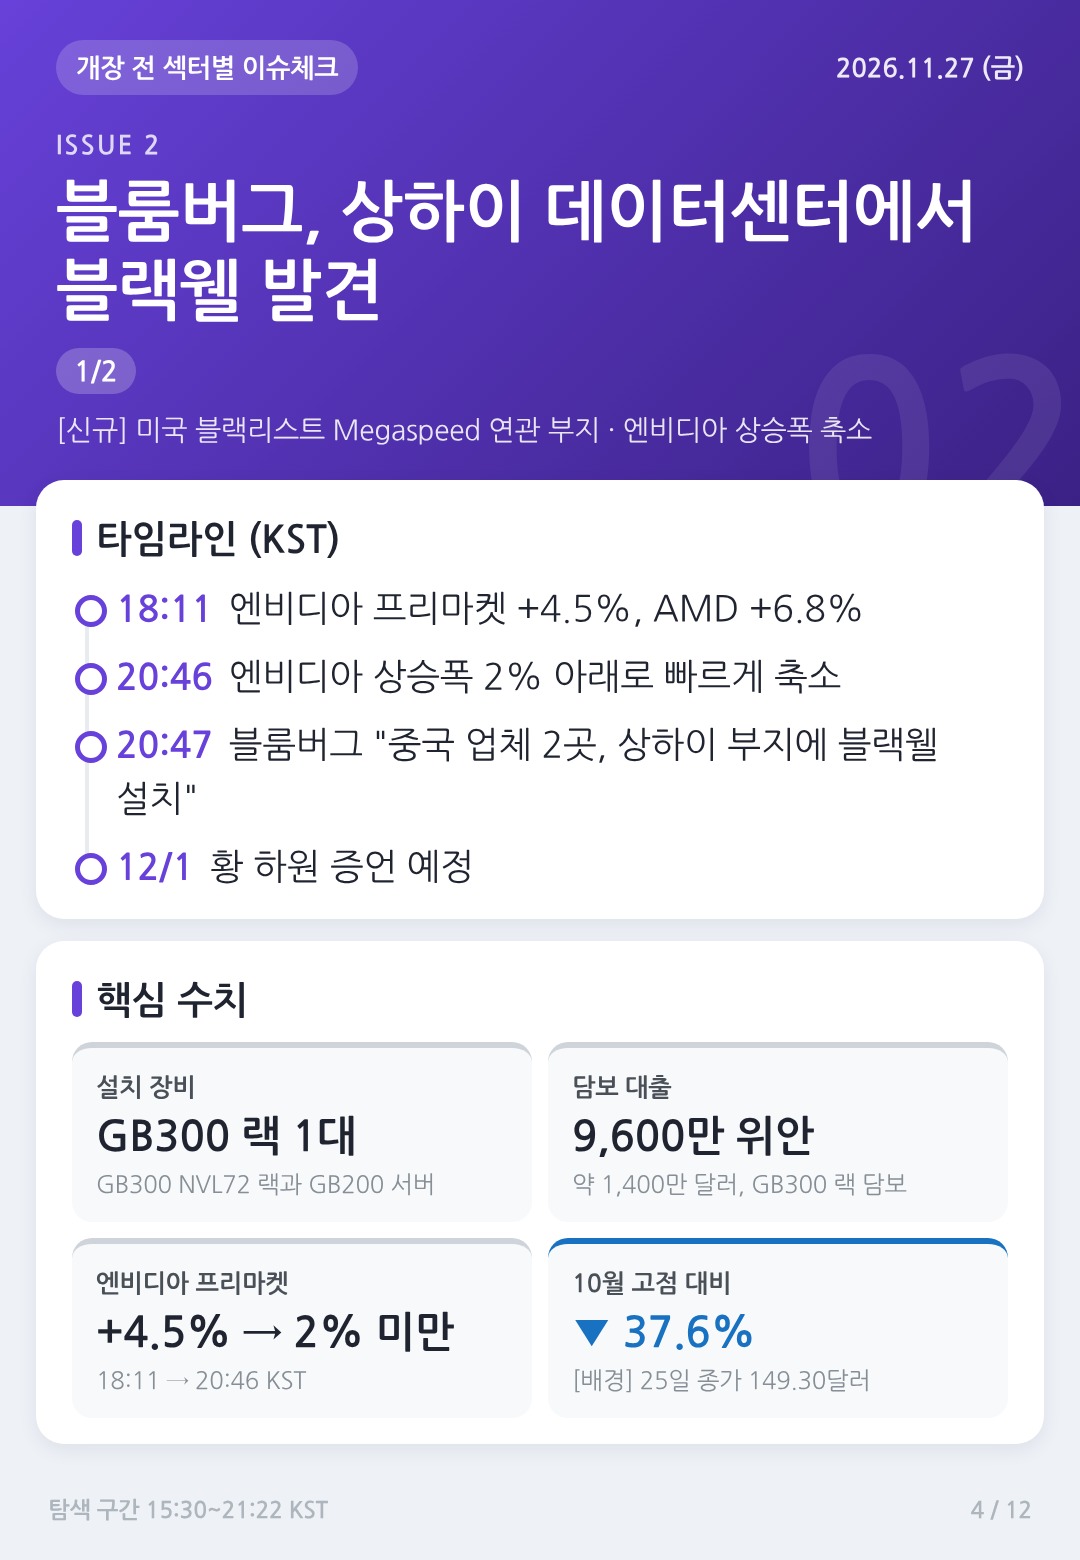 개장 전 섹터별 이슈체크
2026.11.27 (금)
ISSUE 2
블룸버그, 상하이 데이터센터에서
블랙웰 발견
1/2
[신규] 미국 블랙리스트 Megaspeed 연관 부지 · 엔비디아 상승폭 축소
02
타임라인 (KST)
18:11 엔비디아 프리마켓 +4.5%, AMD +6.8%
20:46 엔비디아 상승폭 2% 아래로 빠르게 축소
20:47 블룸버그 "중국 업체 2곳, 상하이 부지에 블랙웰
설치"
12/1 황 하원 증언 예정
핵심 수치
설치 장비
GB300 랙 1대
GB300 NVL72 랙과 GB200 서버
담보 대출
9,600만 위안
약 1,400만 달러, GB300 랙 담보
엔비디아 프리마켓
+4.5% → 2% 미만
18:11 → 20:46 KST
10월 고점 대비
▼ 37.6%
[배경] 25일 종가 149.30달러
탐색 구간 15:30~21:22 KST
4 / 12